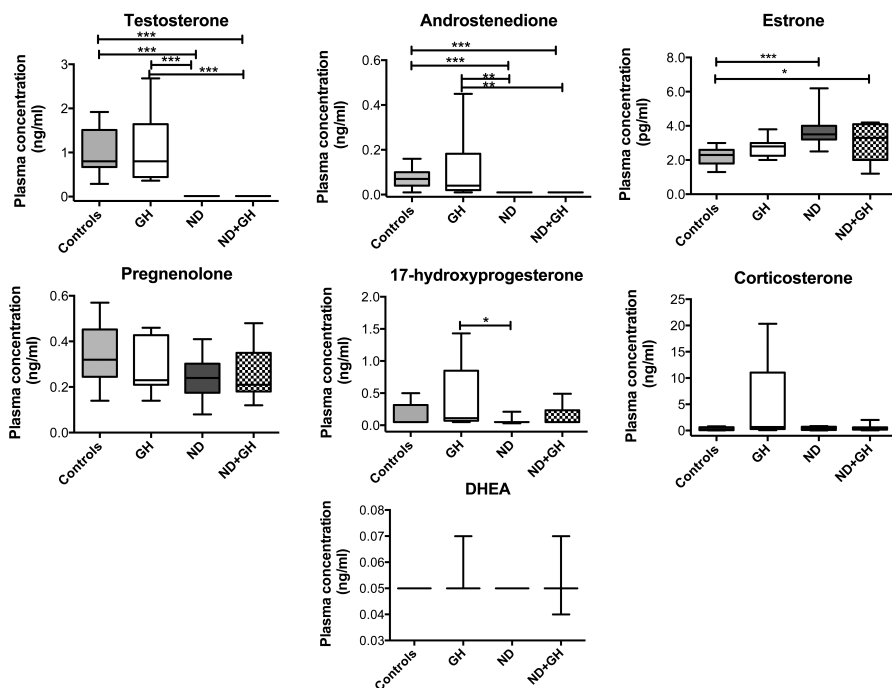 Testosterone
***
***
***
***
Plasma concentration
(ng/ml)
3
2
1
0
Controls
GH
ND
ND+GH
Androstenedione
***
***
**
**
Plasma concentration
(ng/ml)
0.6
0.4
0.2
0.0
Controls
GH
ND
ND+GH
Estrone
***
*
Plasma concentration
(pg/ml)
8.0
6.0
4.0
2.0
0.0
Controls
GH
ND
ND+GH
Pregnenolone
Plasma concentration
(ng/ml)
0.6
0.4
0.2
0.0
Controls
GH
ND
ND+GH
17-hydroxyprogesterone
*
Plasma concentration
(ng/ml)
2.0
1.5
1.0
0.5
0.0
Controls
GH
ND
ND+GH
Corticosterone
Plasma concentration
(ng/ml)
25
20
15
10
5
0
Controls
GH
ND
ND+GH
DHEA
Plasma concentration
(ng/ml)
0.08
0.07
0.06
0.05
0.04
0.03
Controls
GH
ND
ND+GH